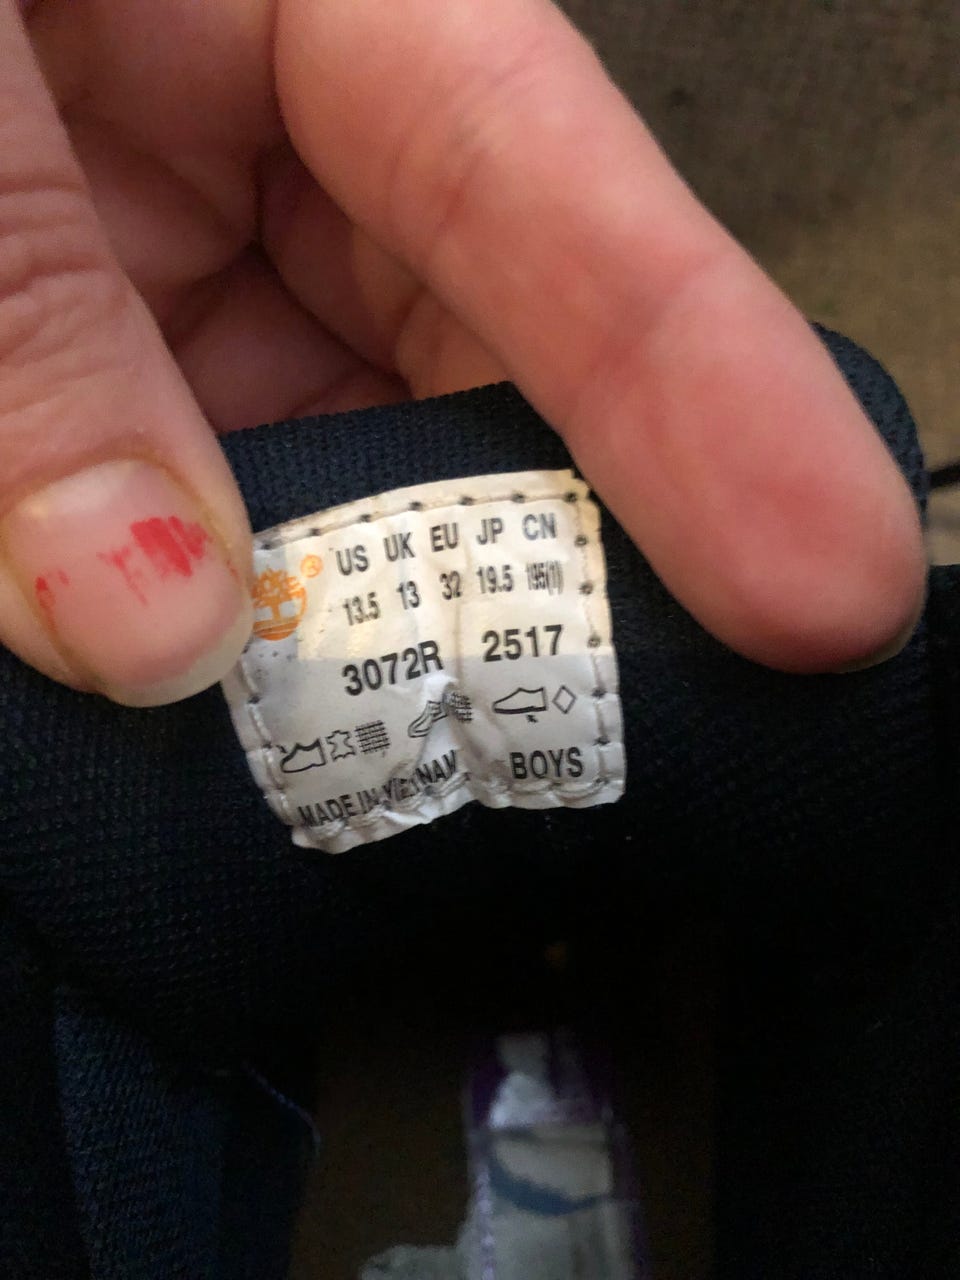 US UK EU JP CN
13.5 13 32 19.5 195(1)
3072R 2517
MADE IN VIETNAM BOYS